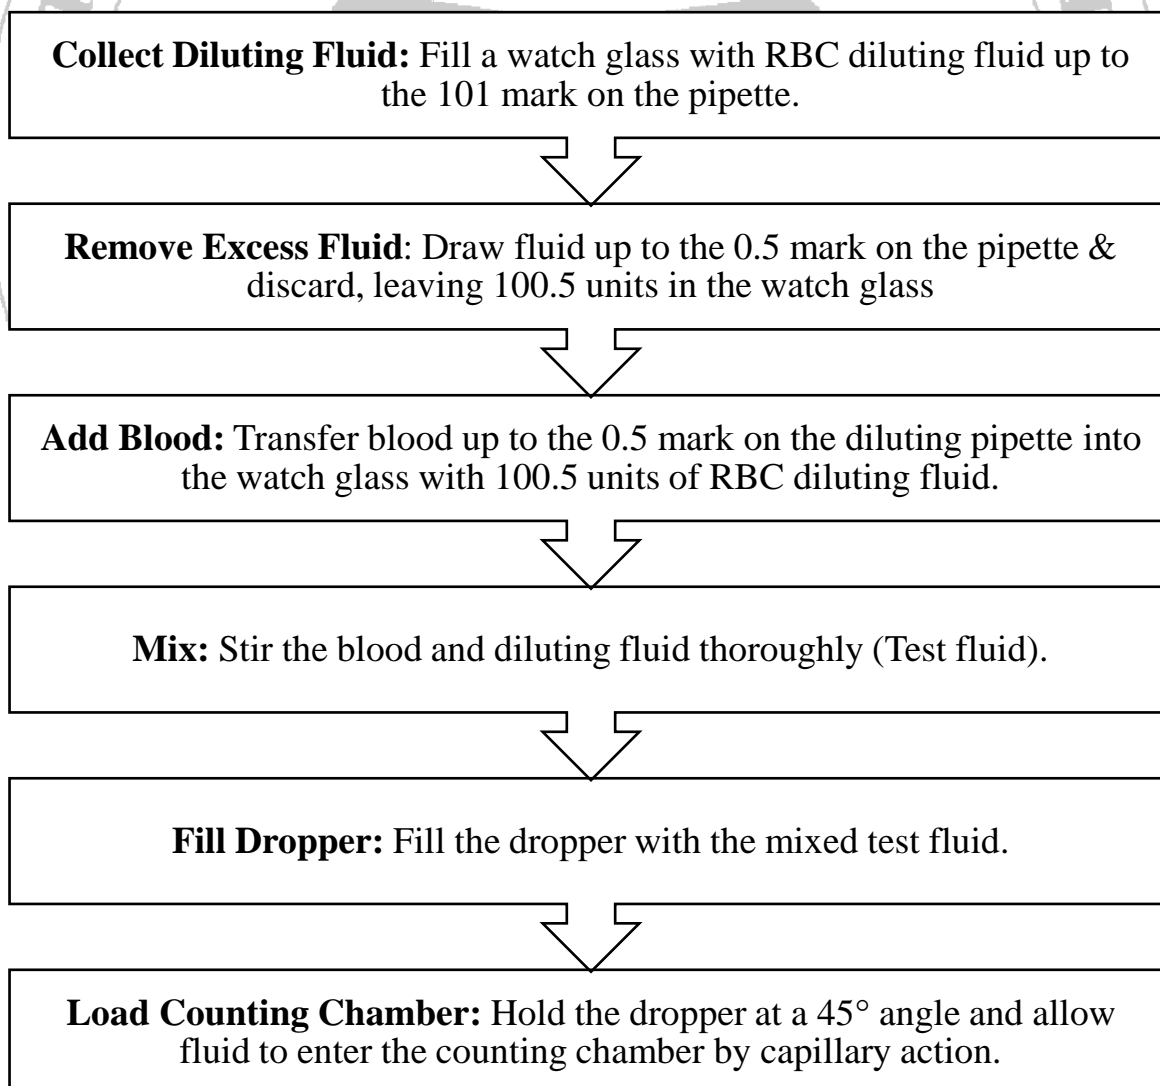 Collect Diluting Fluid: Fill a watch glass with RBC diluting fluid up to
the 101 mark on the pipette.
Remove Excess Fluid: Draw fluid up to the 0.5 mark on the pipette &
discard, leaving 100.5 units in the watch glass
Add Blood: Transfer blood up to the 0.5 mark on the diluting pipette into
the watch glass with 100.5 units of RBC diluting fluid.
Mix: Stir the blood and diluting fluid thoroughly (Test fluid).
Fill Dropper: Fill the dropper with the mixed test fluid.
Load Counting Chamber: Hold the dropper at a 45° angle and allow
fluid to enter the counting chamber by capillary action.